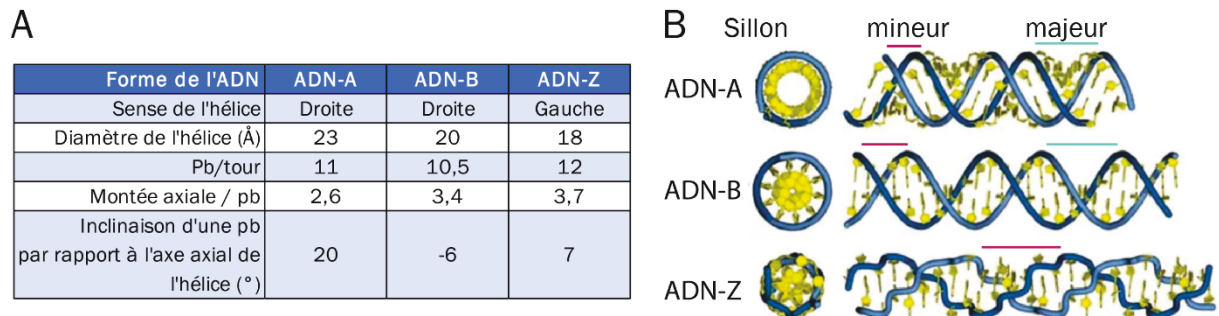 A
Forme de l'ADN ADN-A ADN-B ADN-Z
Sense de l'hélice Droite Droite Gauche
Diamètre de l'hélice (Å) 23 20 18
Pb/tour 11 10,5 12
Montée axiale / pb 2,6 3,4 3,7
Inclinaison d'une pb
par rapport à l'axe axial de 20 -6 7
l'hélice (°)
B Sillon mineur majeur
ADN-A
ADN-B
ADN-Z